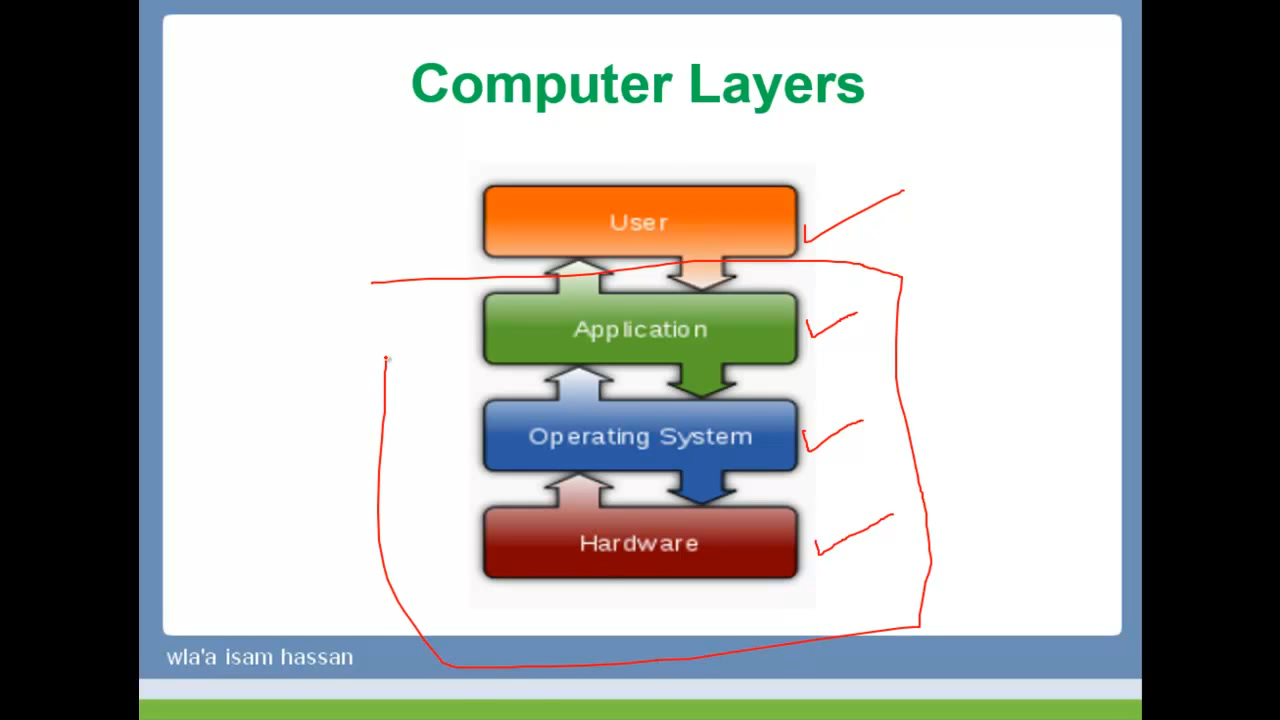 Computer Layers
User
Application
Operating System
Hardware
wla'a isam hassan